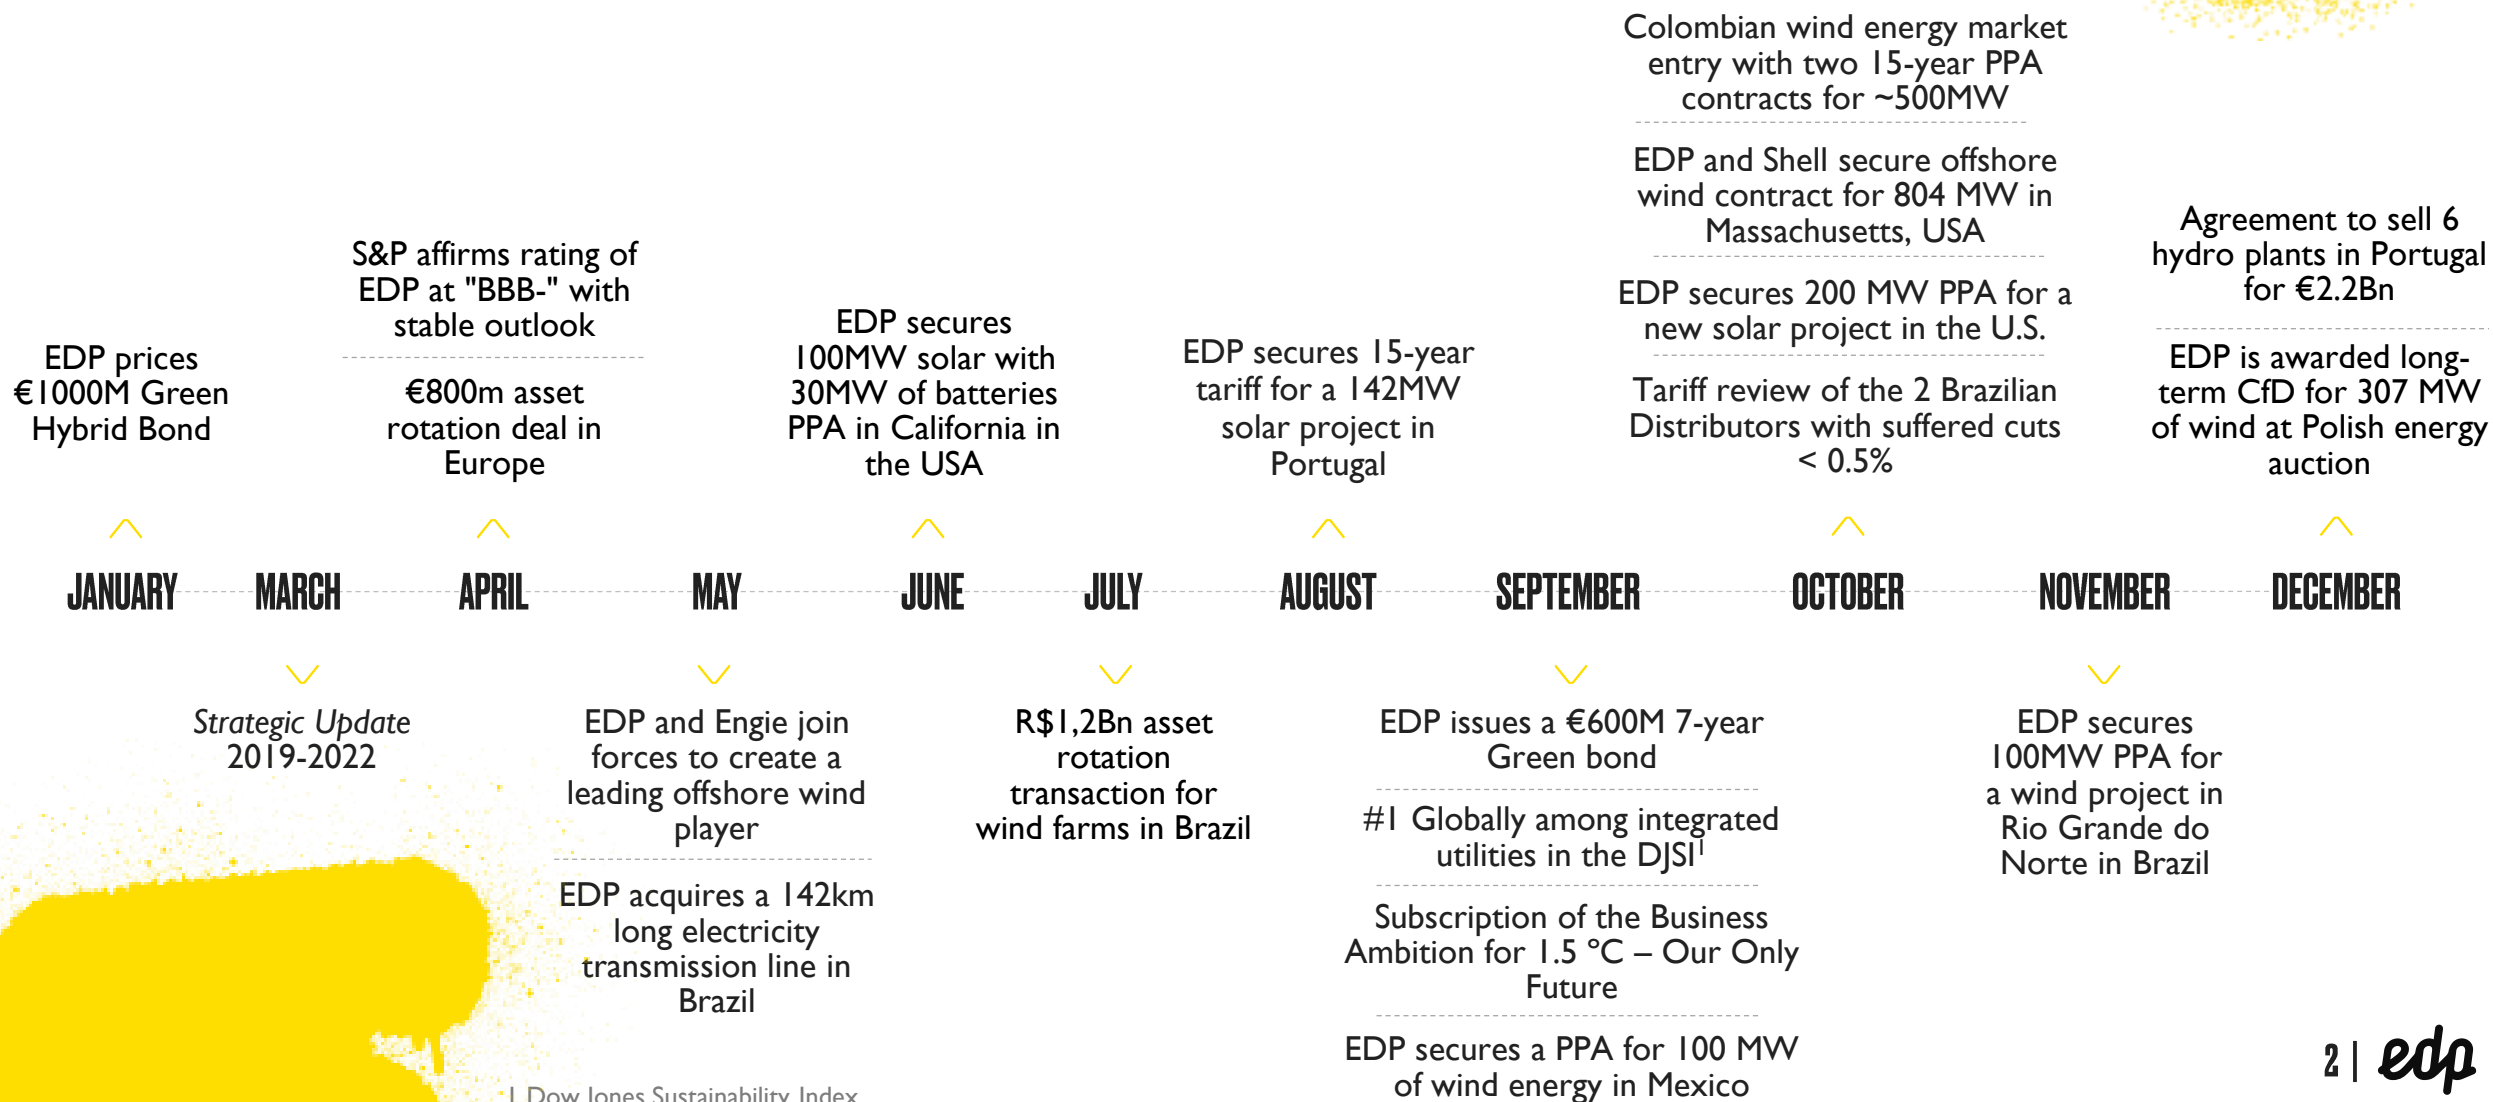 Colombian wind energy market
entry with two 15-year PPA
contracts for ~500MW
EDP and Shell secure offshore
wind contract for 804 MW in
Massachusetts, USA
EDP secures 200 MW PPA for a
new solar project in the U.S.
Tariff review of the 2 Brazilian
Distributors with suffered cuts
< 0.5%
Agreement to sell 6
hydro plants in Portugal
for €2.2Bn
EDP is awarded long-
term CfD for 307 MW
of wind at Polish energy
auction
S&P affirms rating of
EDP at "BBB-" with
stable outlook
€800m asset
rotation deal in
Europe
EDP prices
€1000M Green
Hybrid Bond
EDP secures
100MW solar with
30MW of batteries
PPA in California in
the USA
EDP secures 15-year
tariff for a 142MW
solar project in
Portugal
JANUARY MARCH APRIL MAY JUNE JULY AUGUST SEPTEMBER OCTOBER NOVEMBER DECEMBER
Strategic Update
2019-2022
EDP and Engie join
forces to create a
leading offshore wind
player
EDP acquires a 142km
long electricity
transmission line in
Brazil
R$1,2Bn asset
rotation
transaction for
wind farms in Brazil
EDP issues a €600M 7-year
Green bond
#1 Globally among integrated
utilities in the DJSI¹
Subscription of the Business
Ambition for 1.5 ºC – Our Only
Future
EDP secures a PPA for 100 MW
of wind energy in Mexico
EDP secures
100MW PPA for
a wind project in
Rio Grande do
Norte in Brazil
1 Dow Jones Sustainability Index
2 | edp